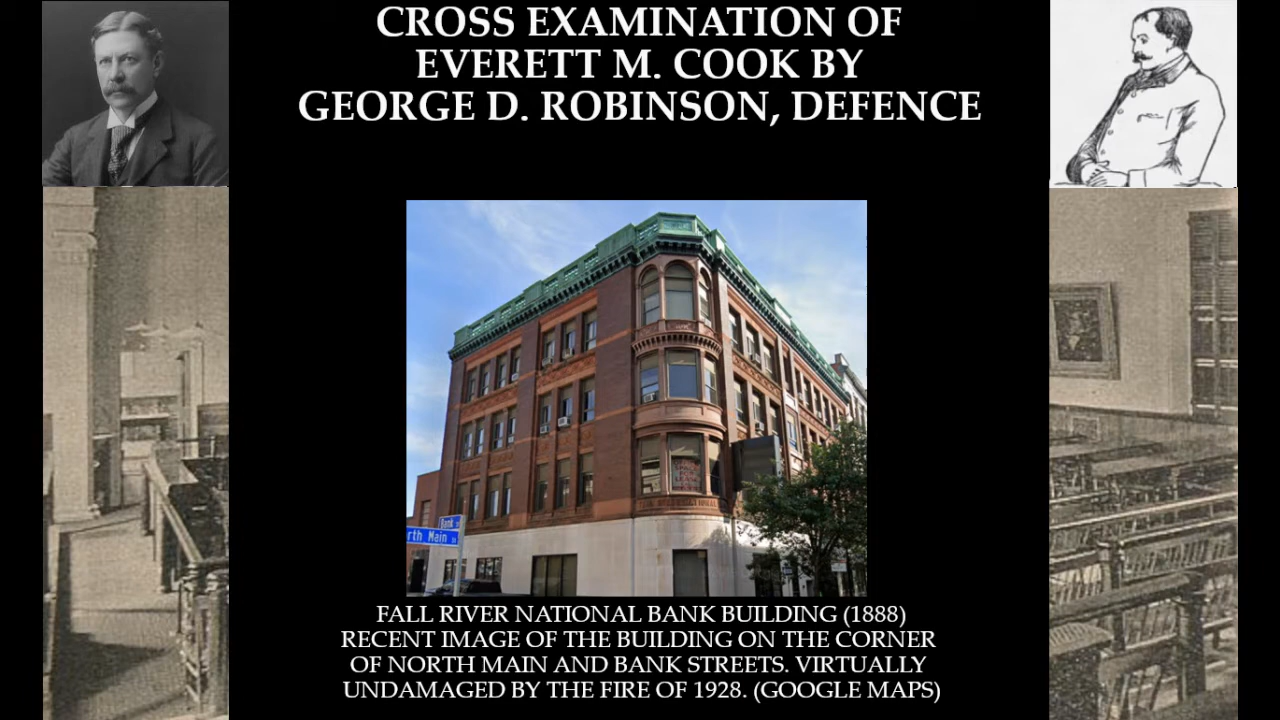 CROSS EXAMINATION OF
EVERETT M. COOK BY
GEORGE D. ROBINSON, DEFENCE
Bank
rth Main
FALL RIVER NATIONAL BANK BUILDING (1888)
RECENT IMAGE OF THE BUILDING ON THE CORNER
OF NORTH MAIN AND BANK STREETS. VIRTUALLY
UNDAMAGED BY THE FIRE OF 1928. (GOOGLE MAPS)